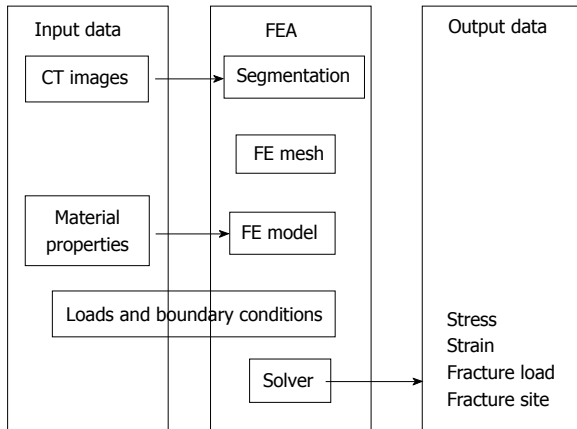 Input data
FEA
Output data
CT images
Segmentation
FE mesh
Material
properties
FE model
Loads and boundary conditions
Solver
Stress
Strain
Fracture load
Fracture site